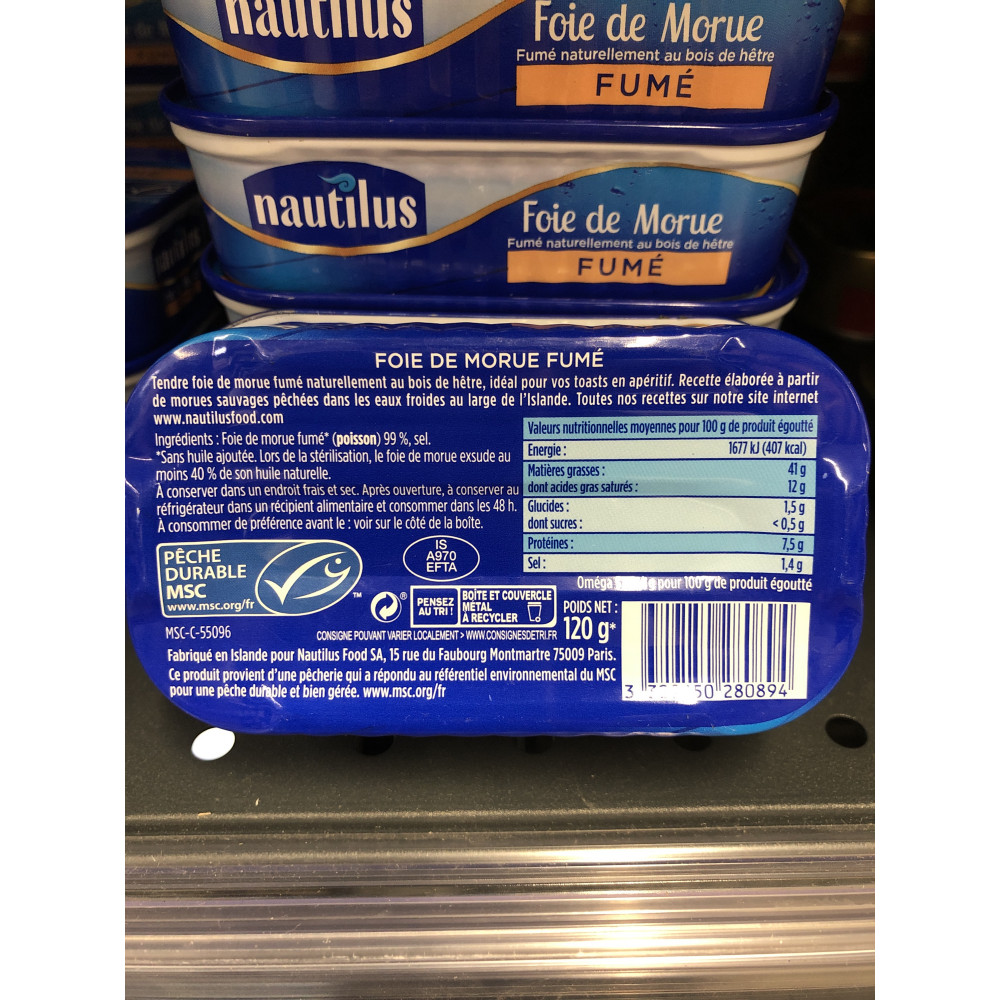 nautilus
Foie de Morue
Fumé naturellement au bois de hêtre
FUMÉ
nautilus
Foie de Morue
Fumé naturellement au bois de hêtre
FUMÉ
FOIE DE MORUE FUMÉ
Tendre foie de morue fumé naturellement au bois de hêtre, idéal pour vos toasts en apéritif. Recette élaborée à partir
de morues sauvages pêchées dans les eaux froides au large de l'Islande. Toutes nos recettes sur notre site internet
www.nautilusfood.com
Ingrédients : Foie de morue fumé* (poisson) 99 %, sel.
*Sans huile ajoutée. Lors de la stérilisation, le foie de morue exsude au
moins 40 % de son huile naturelle.
À conserver dans un endroit frais et sec. Après ouverture, à conserver au
réfrigérateur dans un récipient alimentaire et consommer dans les 48 h.
À consommer de préférence avant le : voir sur le côté de la boîte.
Valeurs nutritionnelles moyennes pour 100 g de produit égoutté
Energie : 1677 kJ (407 kcal)
Matières grasses : 41 g
dont acides gras saturés : 12 g
Glucides : 1,5 g
dont sucres : < 0,5 g
Protéines : 7,5 g
Sel : 1,4 g
Oméga pour 100 g de produit égoutté
PÊCHE
DURABLE
MSC
www.msc.org/fr
TM
MSC-C-55096
IS
A970
EFTA
®
PENSEZ
AU TRI !
BOÎTE ET COUVERCLE
MÉTAL
À RECYCLER
CONSIGNE POUVANT VARIER LOCALEMENT > WWW.CONSIGNESDETRI.FR
POIDS NET :
120 g*
Fabriqué en Islande pour Nautilus Food SA, 15 rue du Faubourg Montmartre 75009 Paris.
Ce produit provient d'une pêcherie qui a répondu au référentiel environnemental du MSC
pour une pêche durable et bien gérée. www.msc.org/fr
3 280894